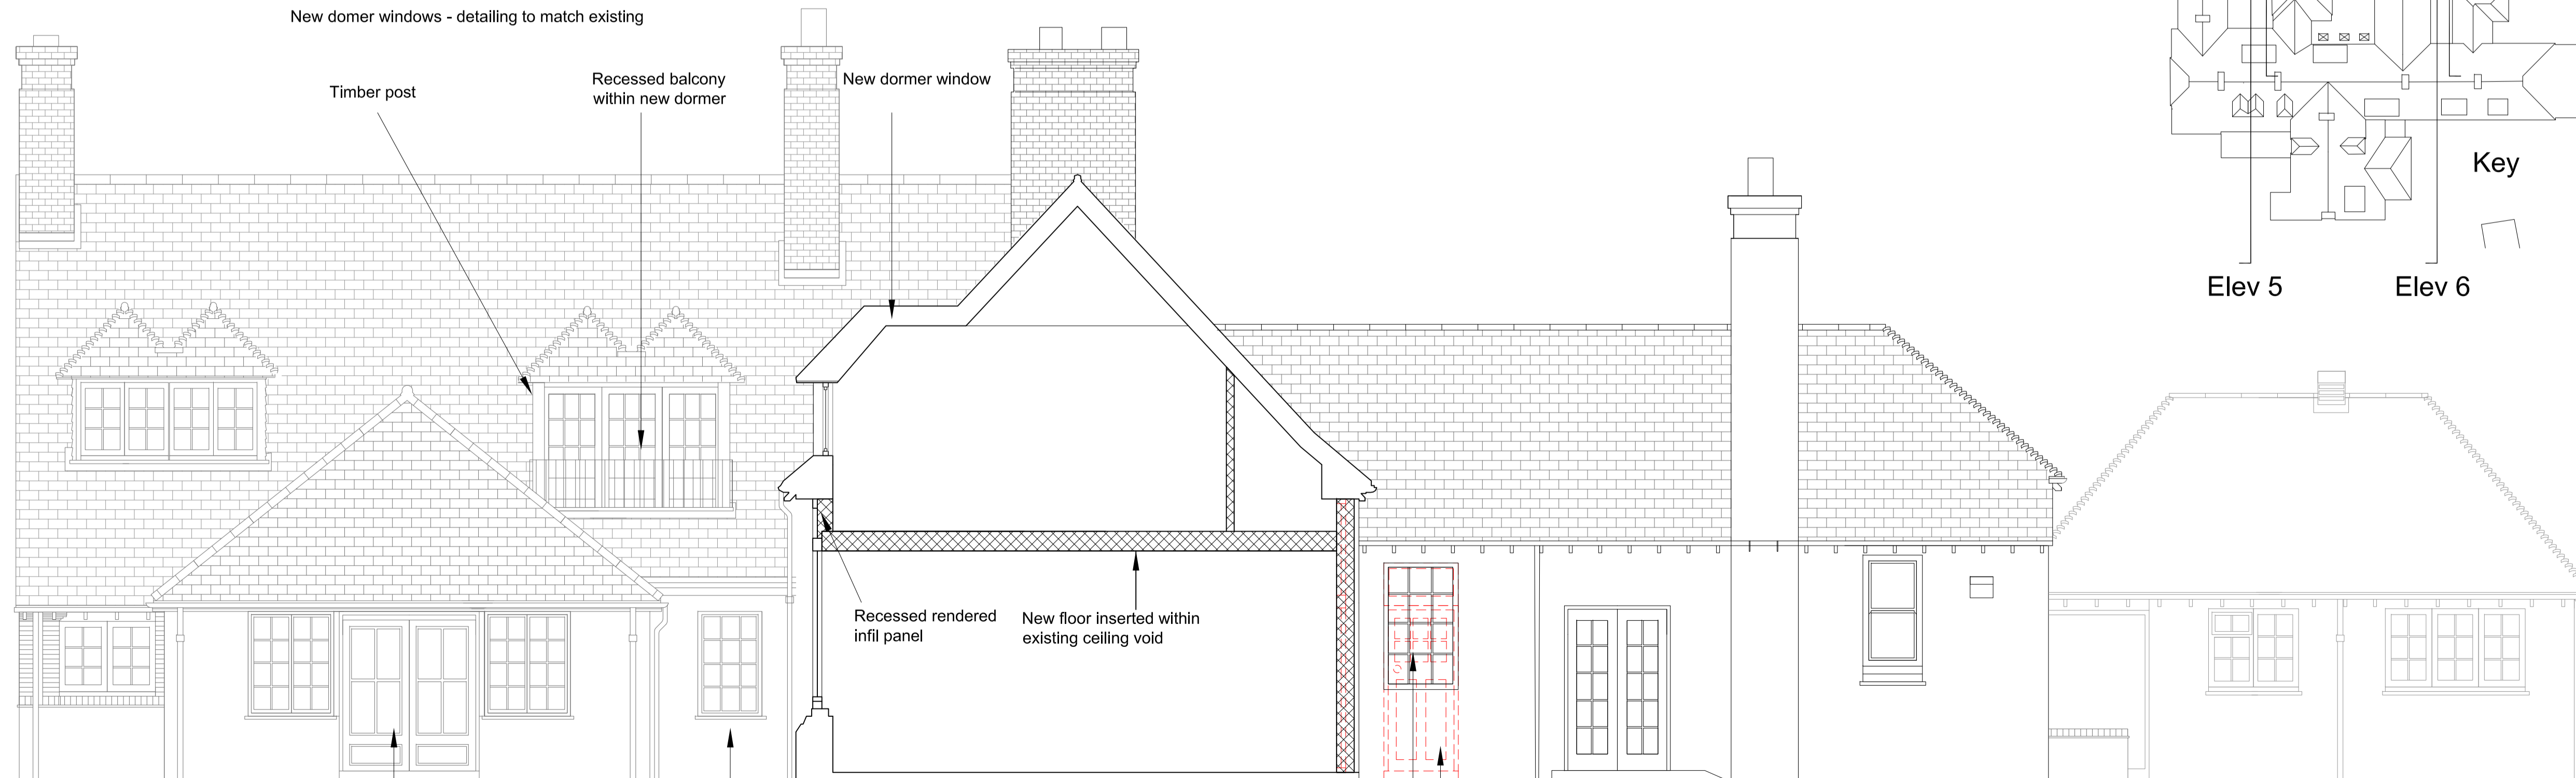 New domer windows - detailing to match existing
Timber post
Recessed balcony
within new dormer
New dormer window
Key
Elev 5
Elev 6
Recessed rendered
infil panel
New floor inserted within
existing ceiling void